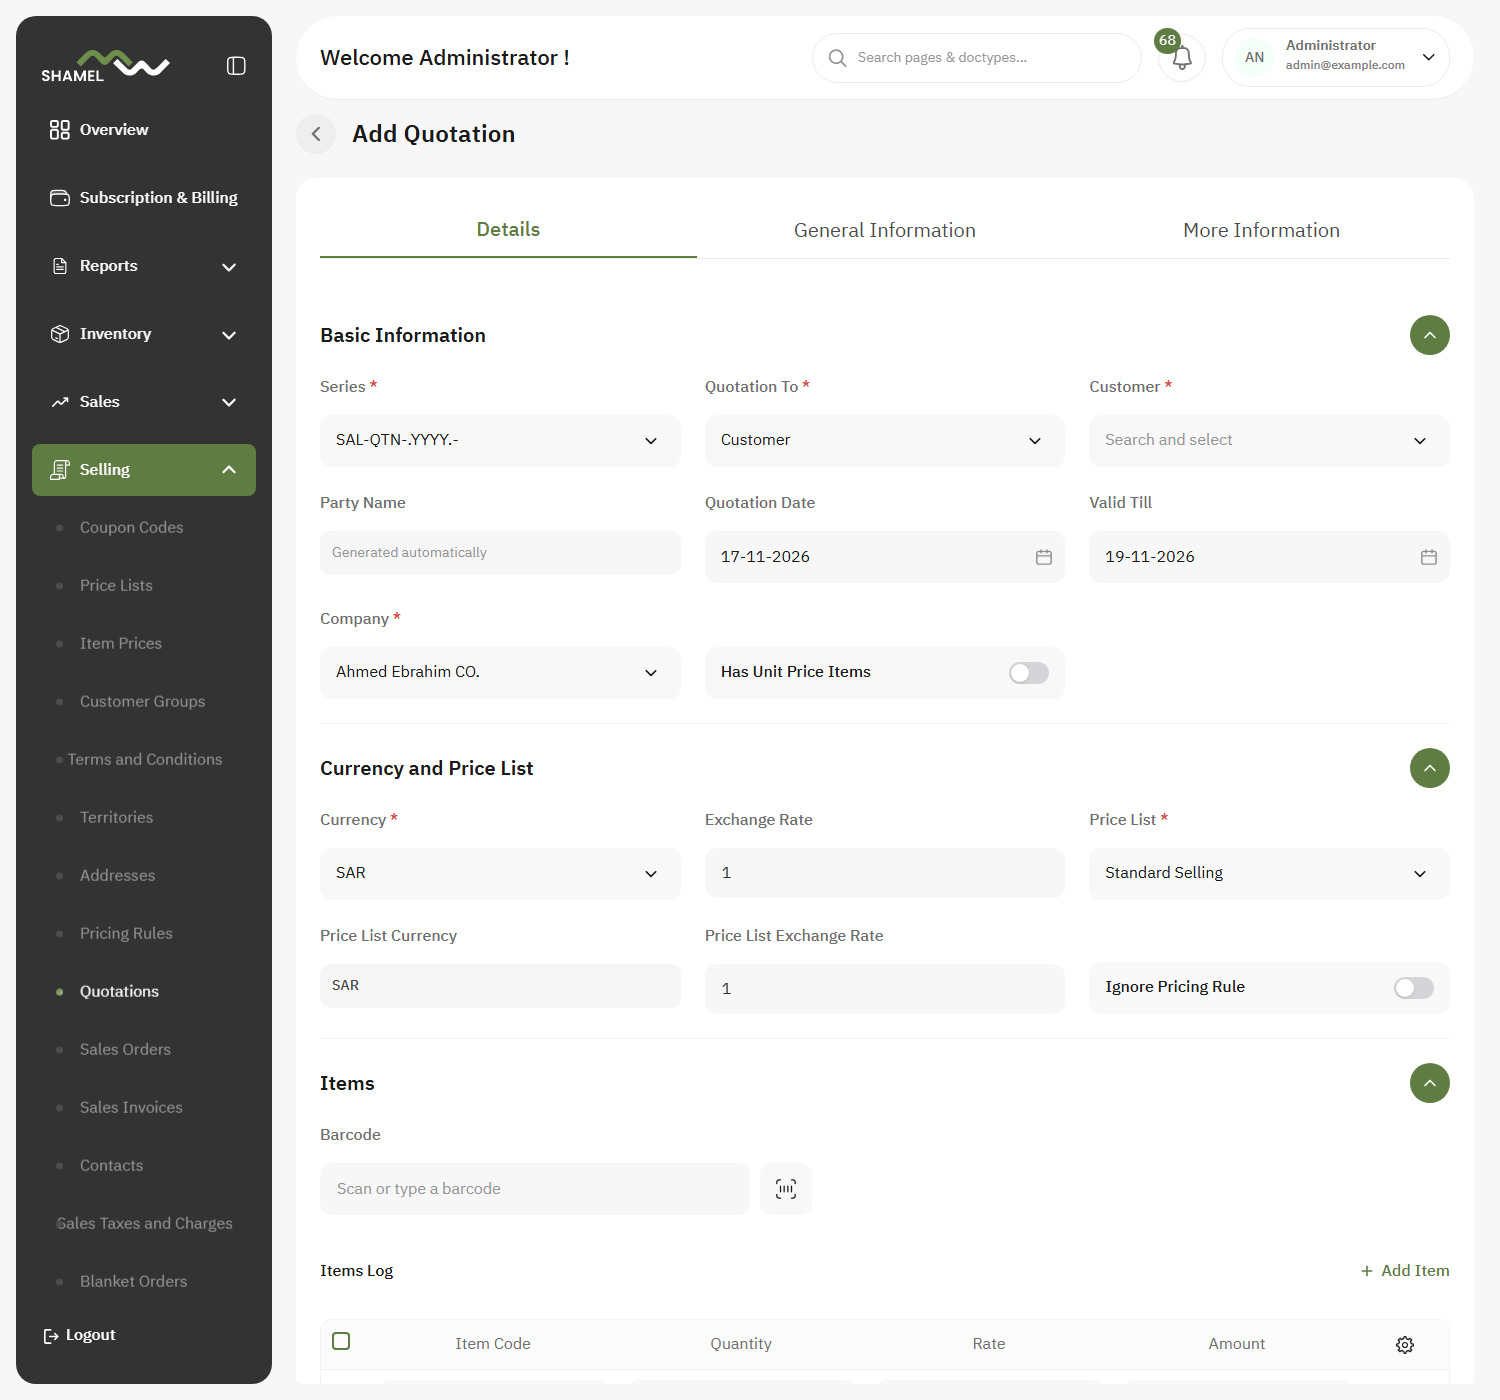 SHAMEL
Overview
Subscription & Billing
Reports
Inventory
Sales
Selling
Coupon Codes
Price Lists
Item Prices
Customer Groups
Terms and Conditions
Territories
Addresses
Pricing Rules
Quotations
Sales Orders
Sales Invoices
Contacts
Sales Taxes and Charges
Blanket Orders
Logout
Welcome Administrator !
Search pages & doctypes...
68
AN
Administrator
admin@example.com
Add Quotation
Details
General Information
More Information
Basic Information
Series *
Quotation To *
Customer *
SAL-QTN-.YYYY.-
Customer
Search and select
Party Name
Quotation Date
Valid Till
Generated automatically
17-11-2026
19-11-2026
Company *
Ahmed Ebrahim CO.
Has Unit Price Items
Currency and Price List
Currency *
Exchange Rate
Price List *
SAR
1
Standard Selling
Price List Currency
Price List Exchange Rate
SAR
1
Ignore Pricing Rule
Items
Barcode
Scan or type a barcode
Items Log
+ Add Item
Item Code
Quantity
Rate
Amount